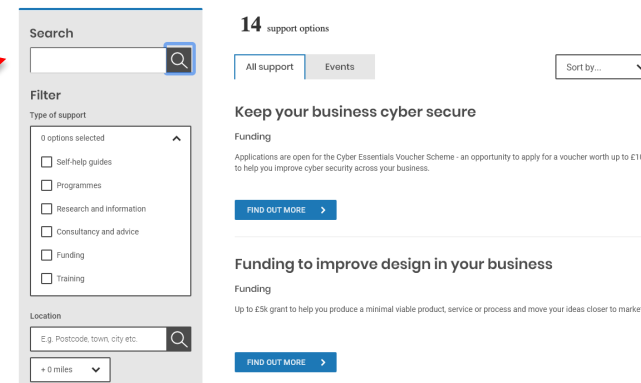 Search
Filter
Type of support
0 options selected
Self-help guides
Programmes
Research and information
Consultancy and advice
Funding
Training
Location
E.g. Postcode, town, city etc.
+ 0 miles
14 support options
All support
Events
Sort by...
Keep your business cyber secure
Funding
Applications are open for the Cyber Essentials Voucher Scheme - an opportunity to apply for a voucher worth up to
to help you improve cyber security across your business.
FIND OUT MORE
Funding to improve design in your business
Funding
Up to £5k grant to help you produce a minimal viable product, service or process and move your ideas closer to
FIND OUT MORE